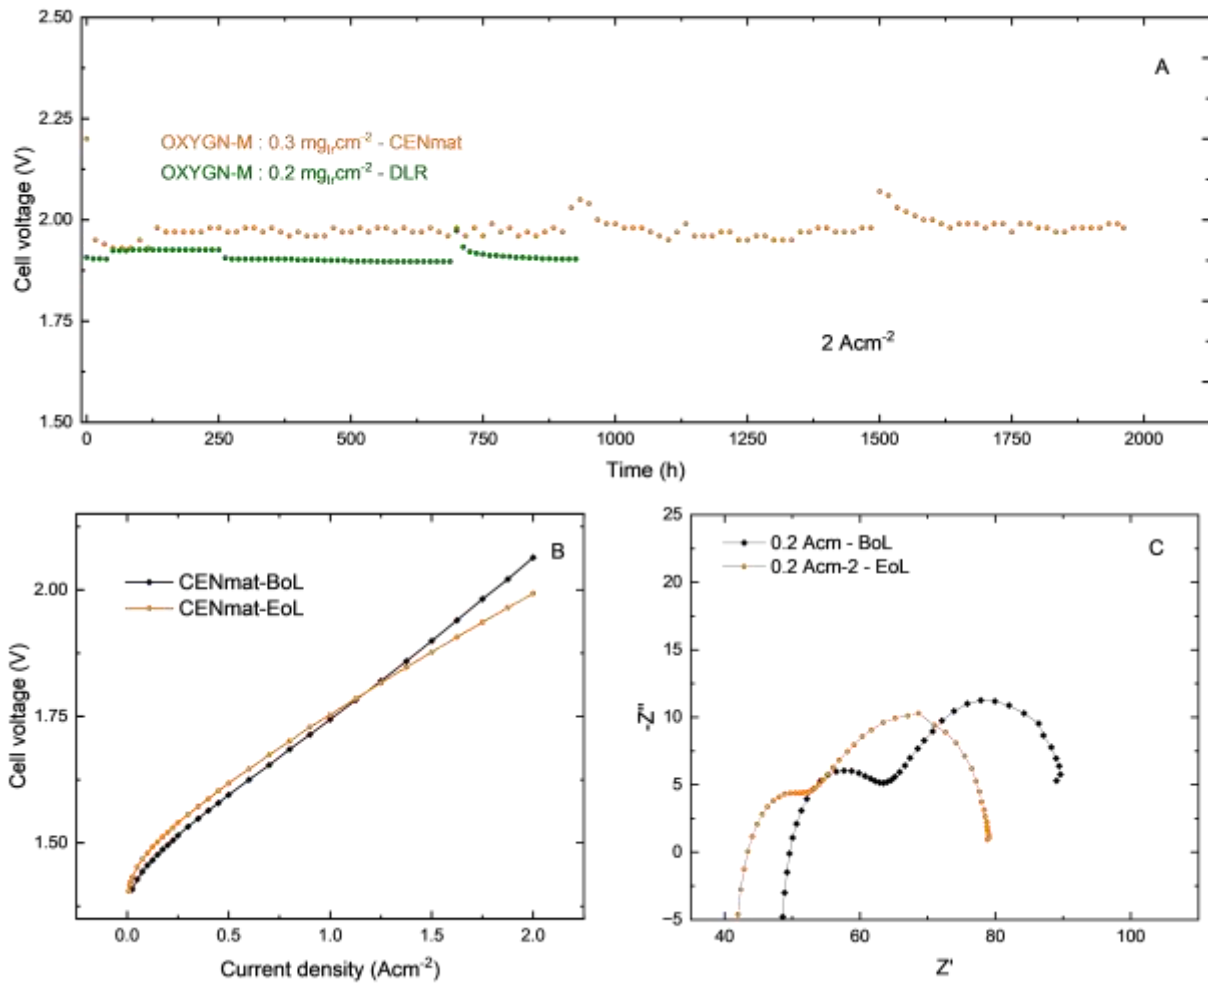 A
2.50
2.25
2.00
1.75
1.50
Cell voltage (V)
OXYGN-M : 0.3 mg_Ir cm⁻² - CENmat
OXYGN-M : 0.2 mg_Ir cm⁻² - DLR
2 Acm⁻²
0 250 500 750 1000 1250 1500 1750 2000
Time (h)
B
CENmat-BoL
CENmat-EoL
2.00
1.75
1.50
Cell voltage (V)
0.0 0.5 1.0 1.5 2.0
Current density (Acm⁻²)
C
0.2 Acm - BoL
0.2 Acm-2 - EoL
25
20
15
10
5
0
−5
-Z"
40 60 80 100
Z'